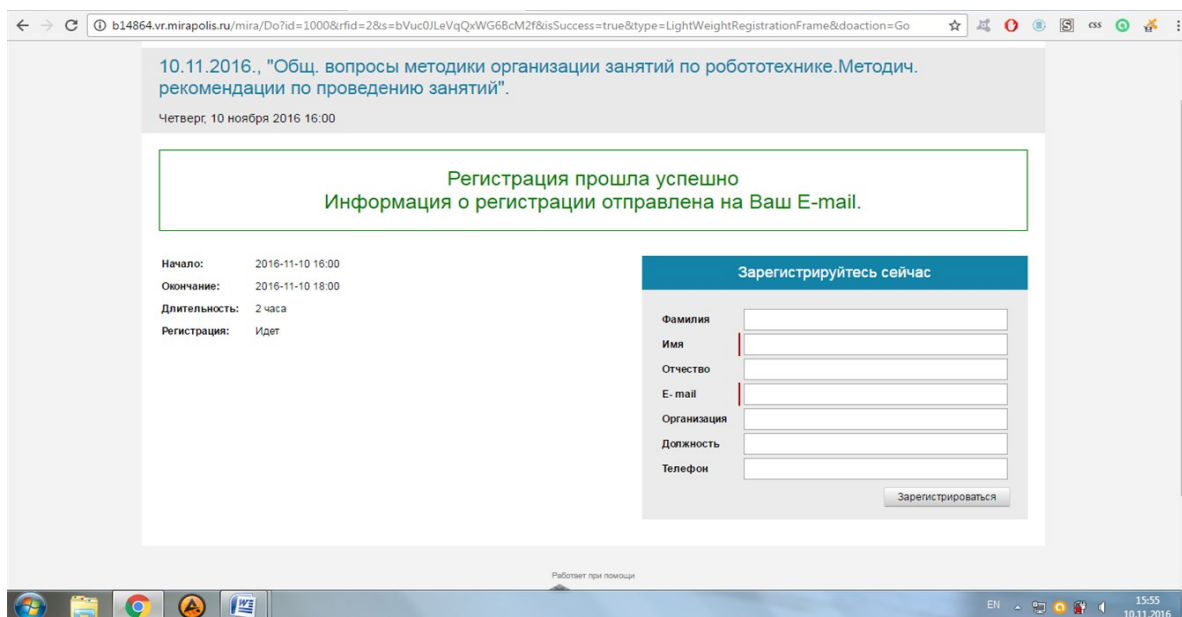 b14864.vr.mirapolis.ru/mira/Do?id=1000&rfid=2&s=bVuc0JLeVqQxWG6BcM2f&isSuccess=true&type=LightWeightRegistrationFrame&doaction=Go
CSS
10.11.2016., "Общ. вопросы методики организации занятий по робототехнике.Методич.
рекомендации по проведению занятий".
Четверг, 10 ноября 2016 16:00
Регистрация прошла успешно
Информация о регистрации отправлена на Ваш E-mail.
Начало: 2016-11-10 16:00
Окончание: 2016-11-10 18:00
Длительность: 2 часа
Регистрация: Идет
Зарегистрируйтесь сейчас
Фамилия
Имя
Отчество
E- mail
Организация
Должность
Телефон
Зарегистрироваться
Работает при помощи
EN
15:55
10.11.2016